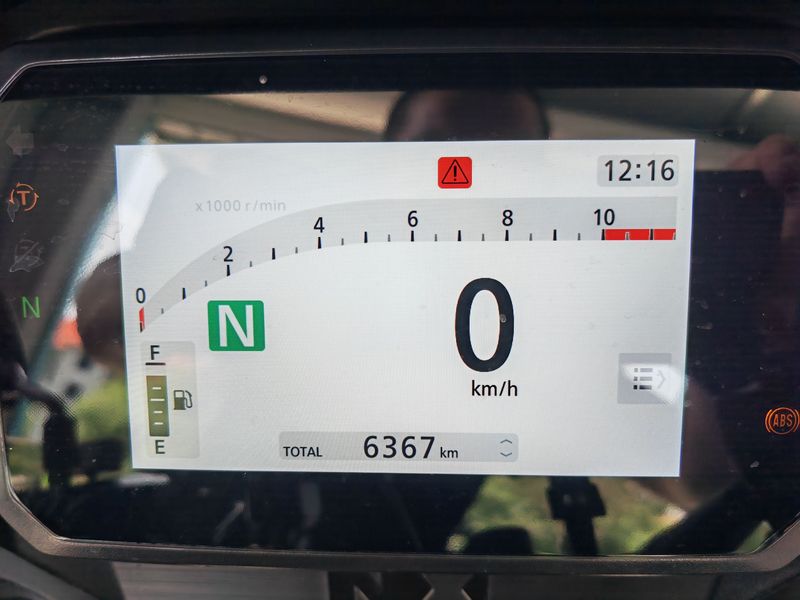 12:16
x1000 r/min
0 2 4 6 8 10
T
N
N
0
km/h
F
E
ABS
TOTAL 6367 km